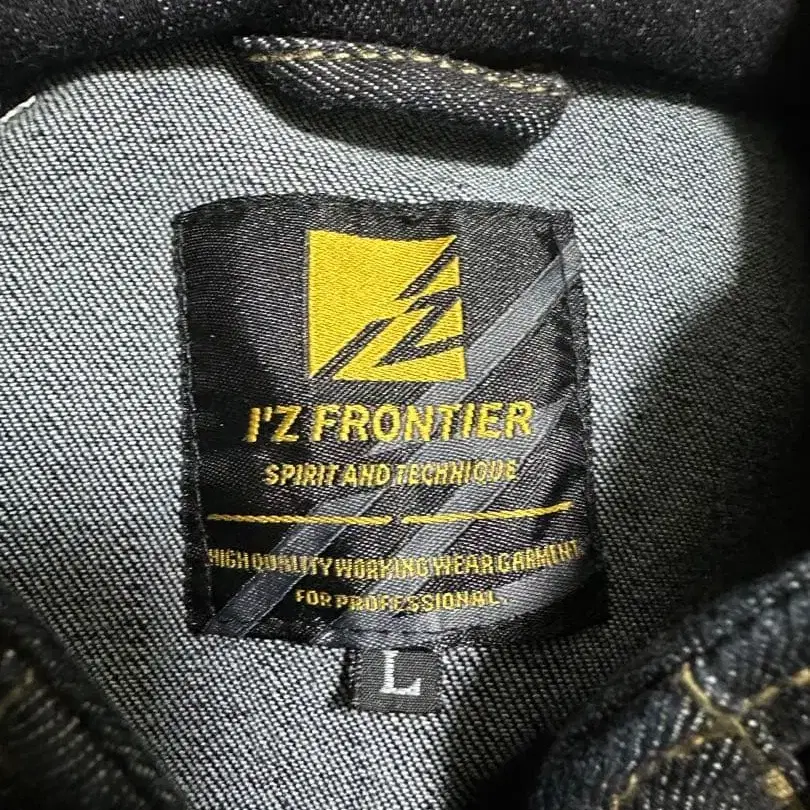 I'Z
I'Z FRONTIER
SPIRIT AND TECHNIQUE
HIGH QUALITY WORKING WEAR GARMENT
FOR PROFESSIONAL.
L